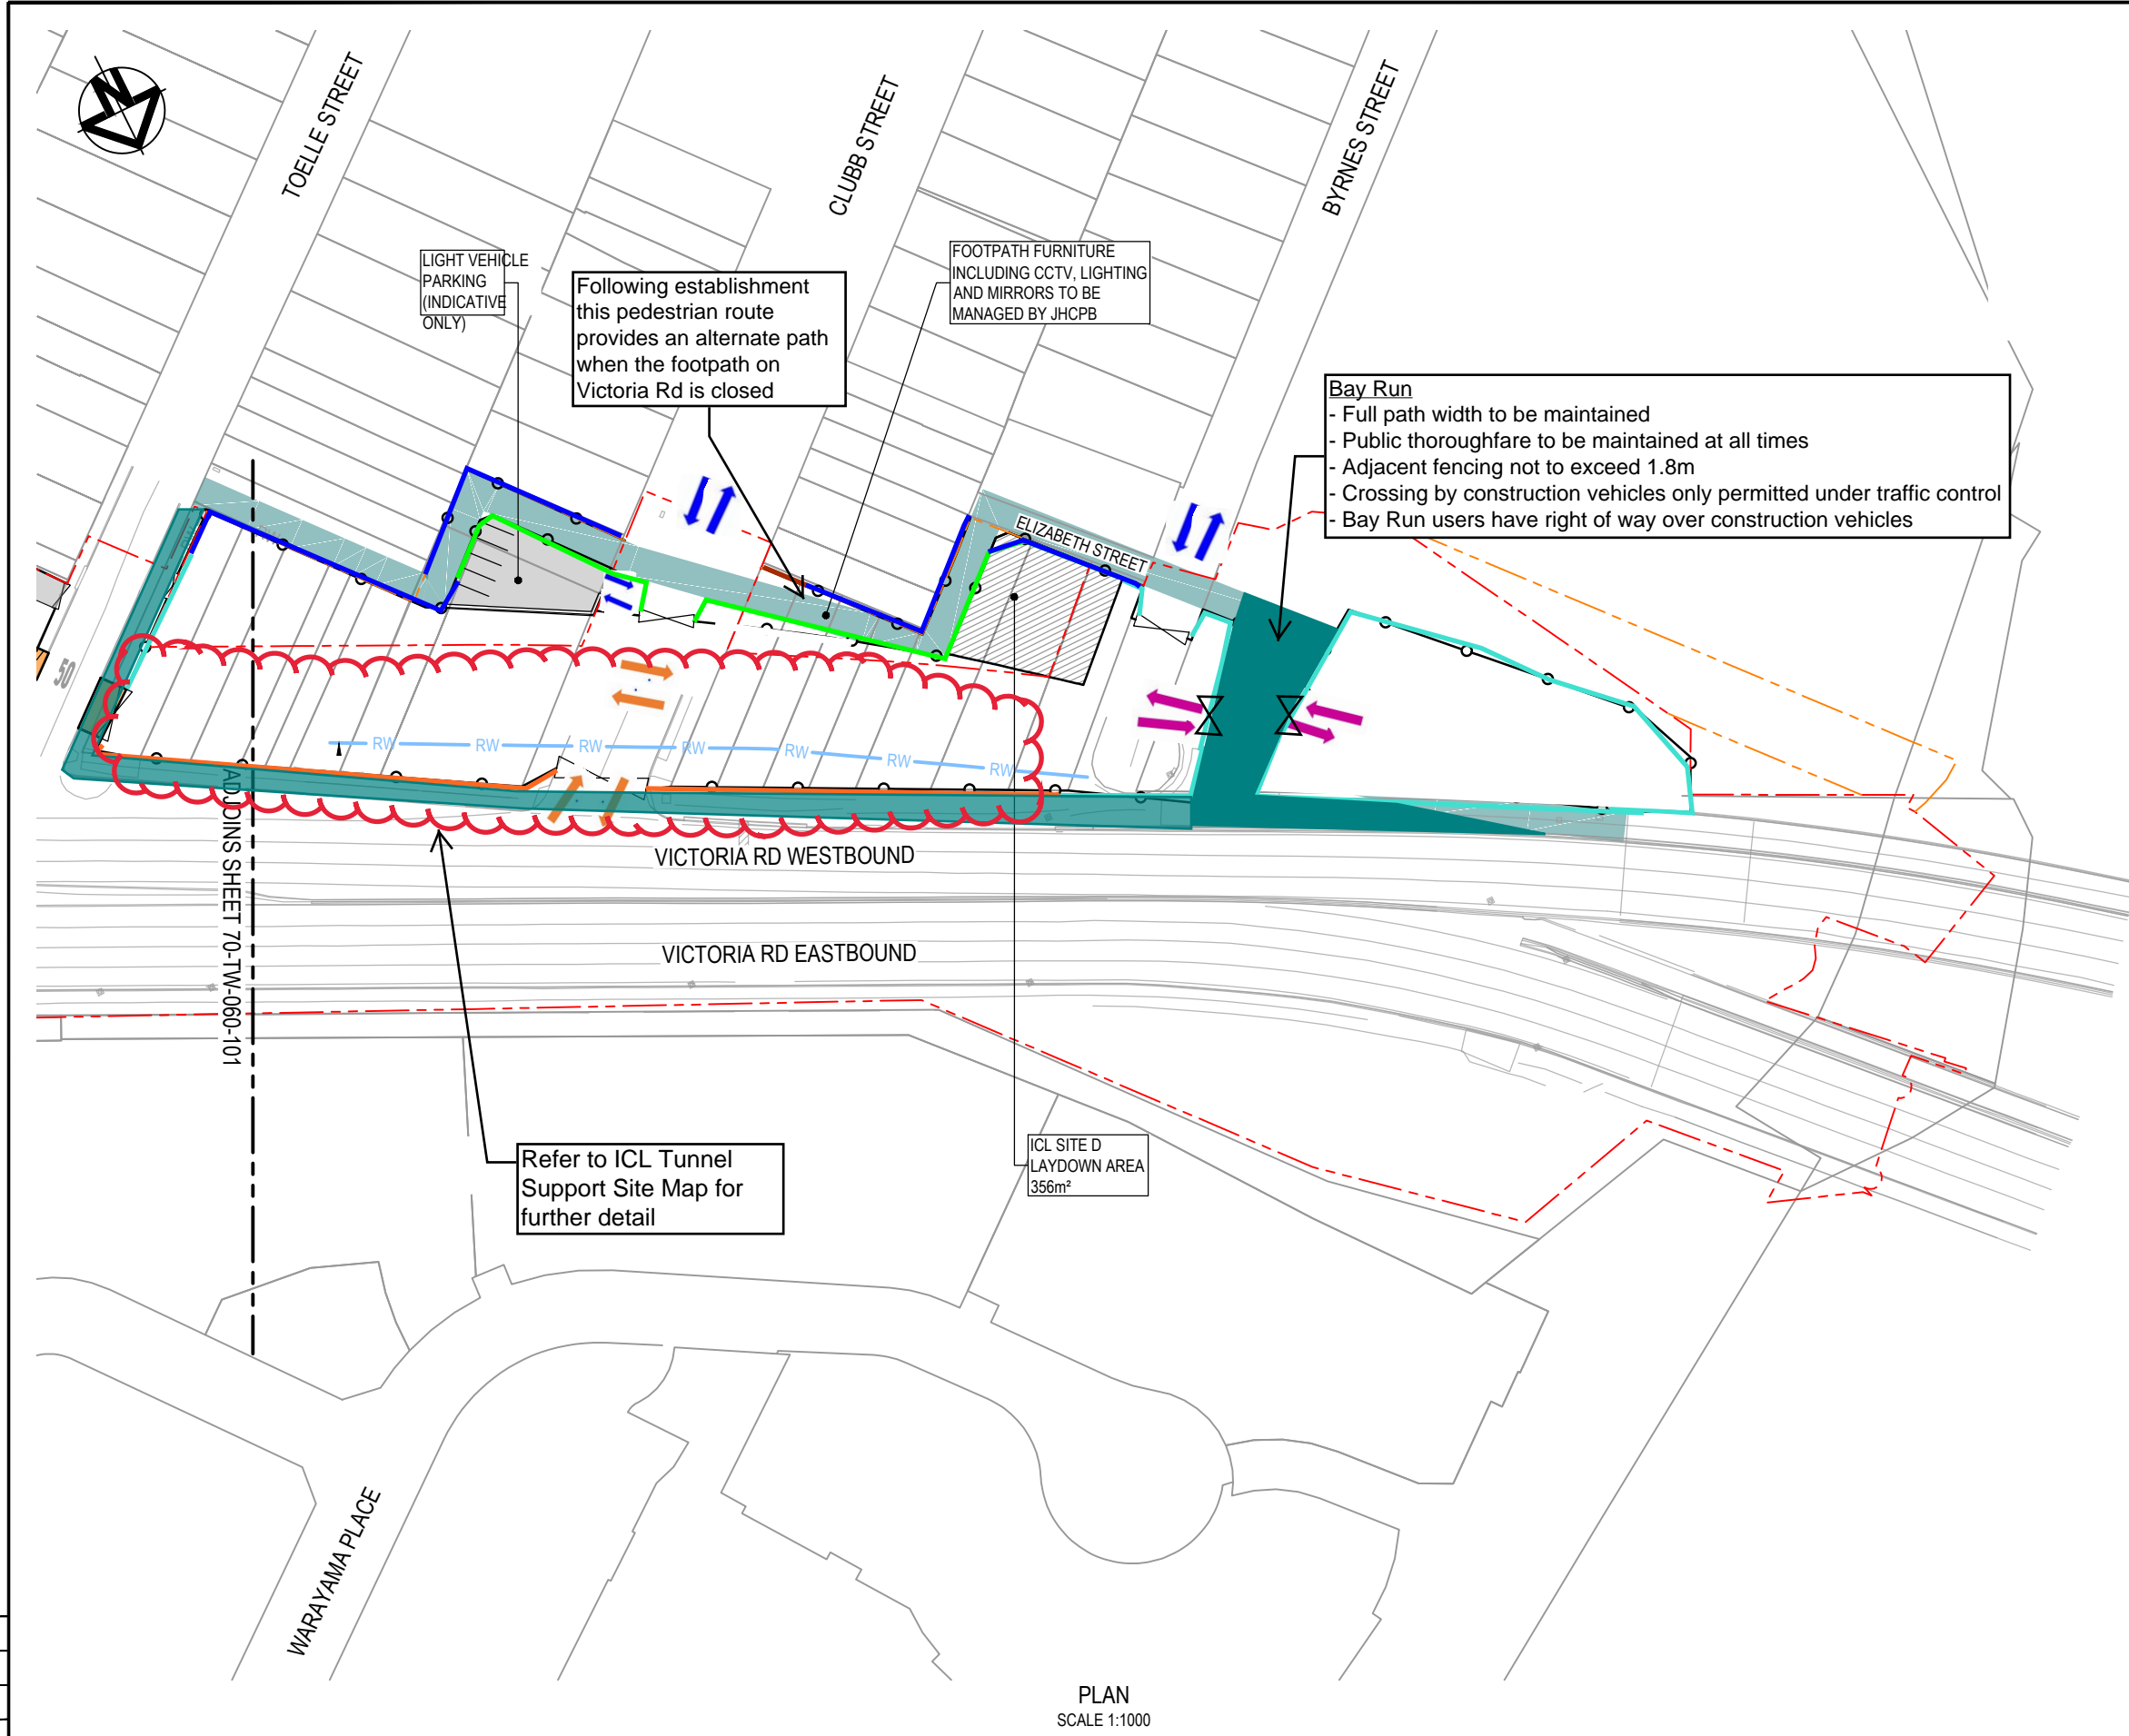 N
TOELLE STREET
CLUBB STREET
BYRNES STREET
LIGHT VEHICLE
PARKING
(INDICATIVE
ONLY)
Following establishment
this pedestrian route
provides an alternate path
when the footpath on
Victoria Rd is closed
FOOTPATH FURNITURE
INCLUDING CCTV, LIGHTING
AND MIRRORS TO BE
MANAGED BY JHCPB
Bay Run
- Full path width to be maintained
- Public thoroughfare to be maintained at all times
- Adjacent fencing not to exceed 1.8m
- Crossing by construction vehicles only permitted under traffic control
- Bay Run users have right of way over construction vehicles
ELIZABETH STREET
50
RW
RW
RW
RW
RW
RW
RW
ADJOINS SHEET 70-TW-060-101
VICTORIA RD WESTBOUND
VICTORIA RD EASTBOUND
Refer to ICL Tunnel
Support Site Map for
further detail
ICL SITE D
LAYDOWN AREA
356m²
WARAYAMA PLACE
PLAN
SCALE 1:1000